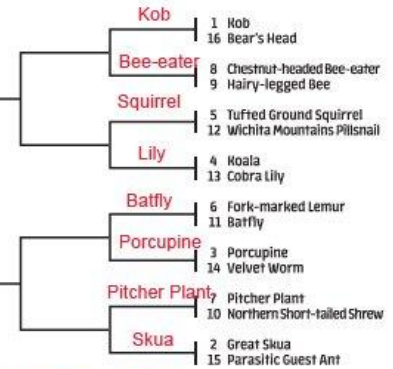 Kob
1 Kob
16 Bear's Head
Bee-eater
8 Chestnut-headed Bee-eater
9 Hairy-legged Bee
Squirrel
5 Tufted Ground Squirrel
12 Wichita Mountains Pillsnail
Lily
4 Koala
13 Cobra Lily
Batfly
6 Fork-marked Lemur
11 Batfly
Porcupine
3 Porcupine
14 Velvet Worm
Pitcher Plant
7 Pitcher Plant
10 Northern Short-tailed Shrew
Skua
2 Great Skua
15 Parasitic Guest Ant